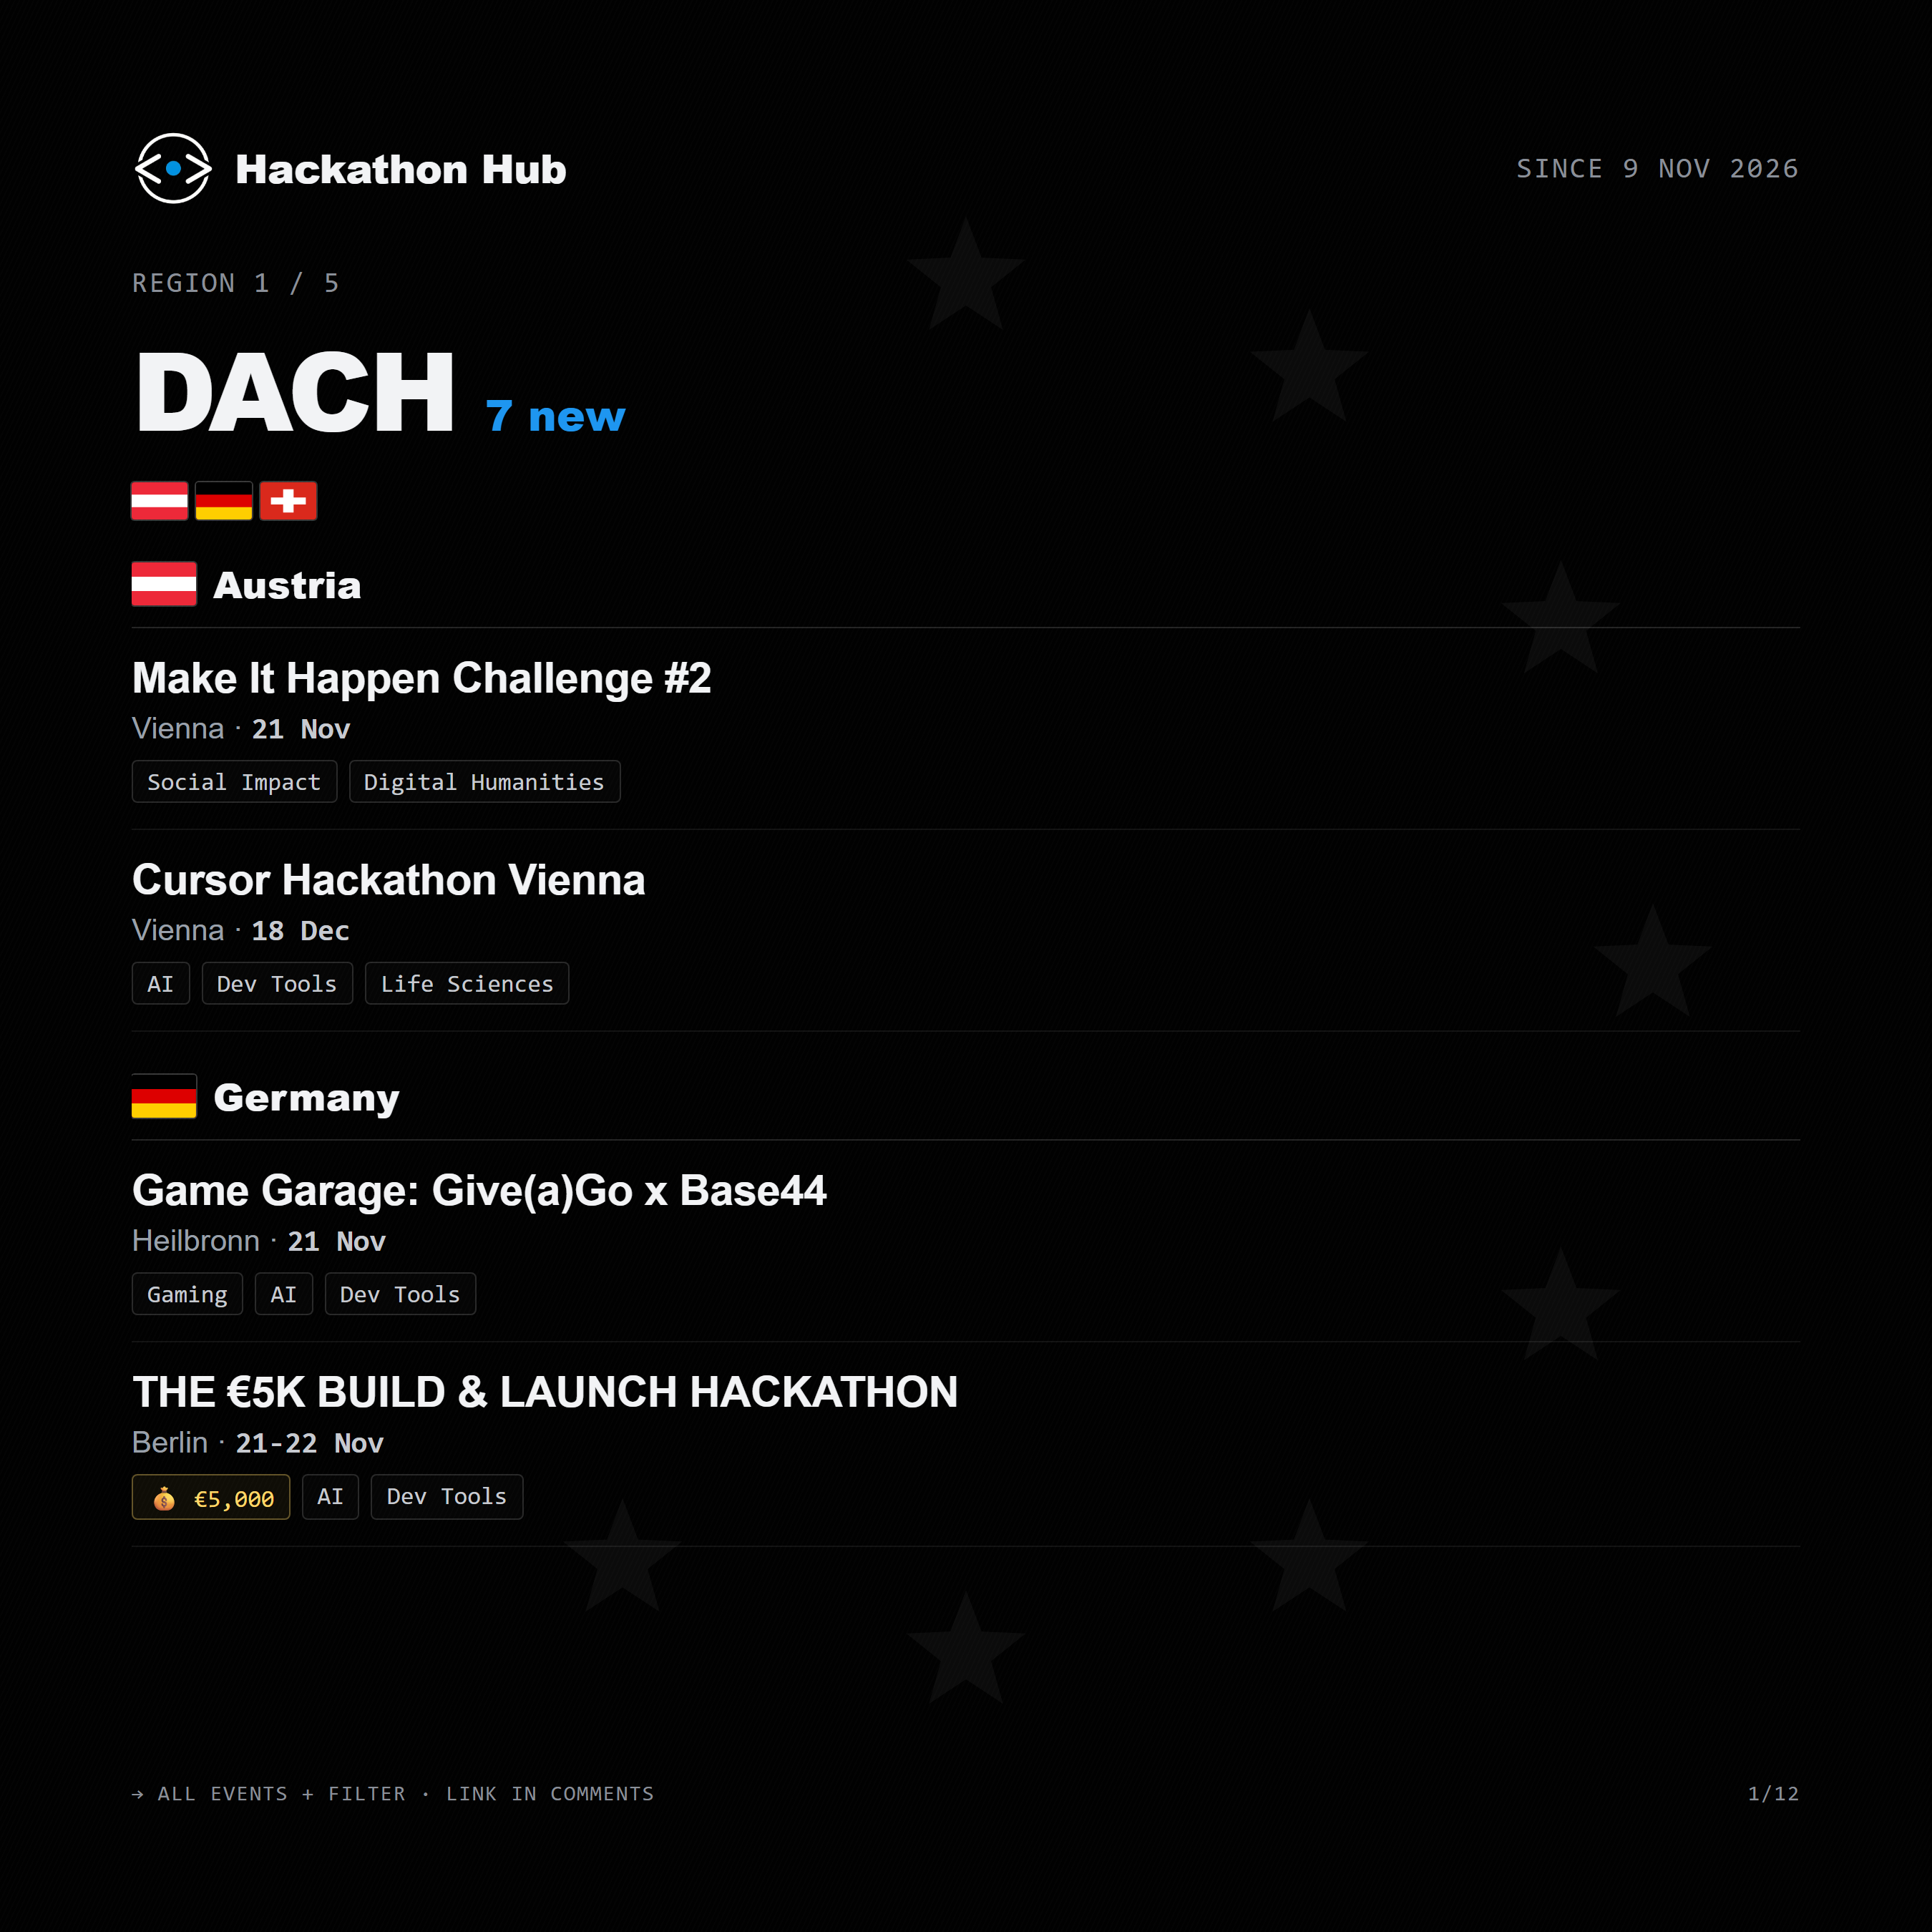 Hackathon Hub
SINCE 9 NOV 2026
REGION 1 / 5
DACH 7 new
Austria
Make It Happen Challenge #2
Vienna · 21 Nov
Social Impact Digital Humanities
Cursor Hackathon Vienna
Vienna · 18 Dec
AI Dev Tools Life Sciences
Germany
Game Garage: Give(a)Go x Base44
Heilbronn · 21 Nov
Gaming AI Dev Tools
THE €5K BUILD & LAUNCH HACKATHON
Berlin · 21-22 Nov
💰 €5,000 AI Dev Tools
→ ALL EVENTS + FILTER · LINK IN COMMENTS
1/12